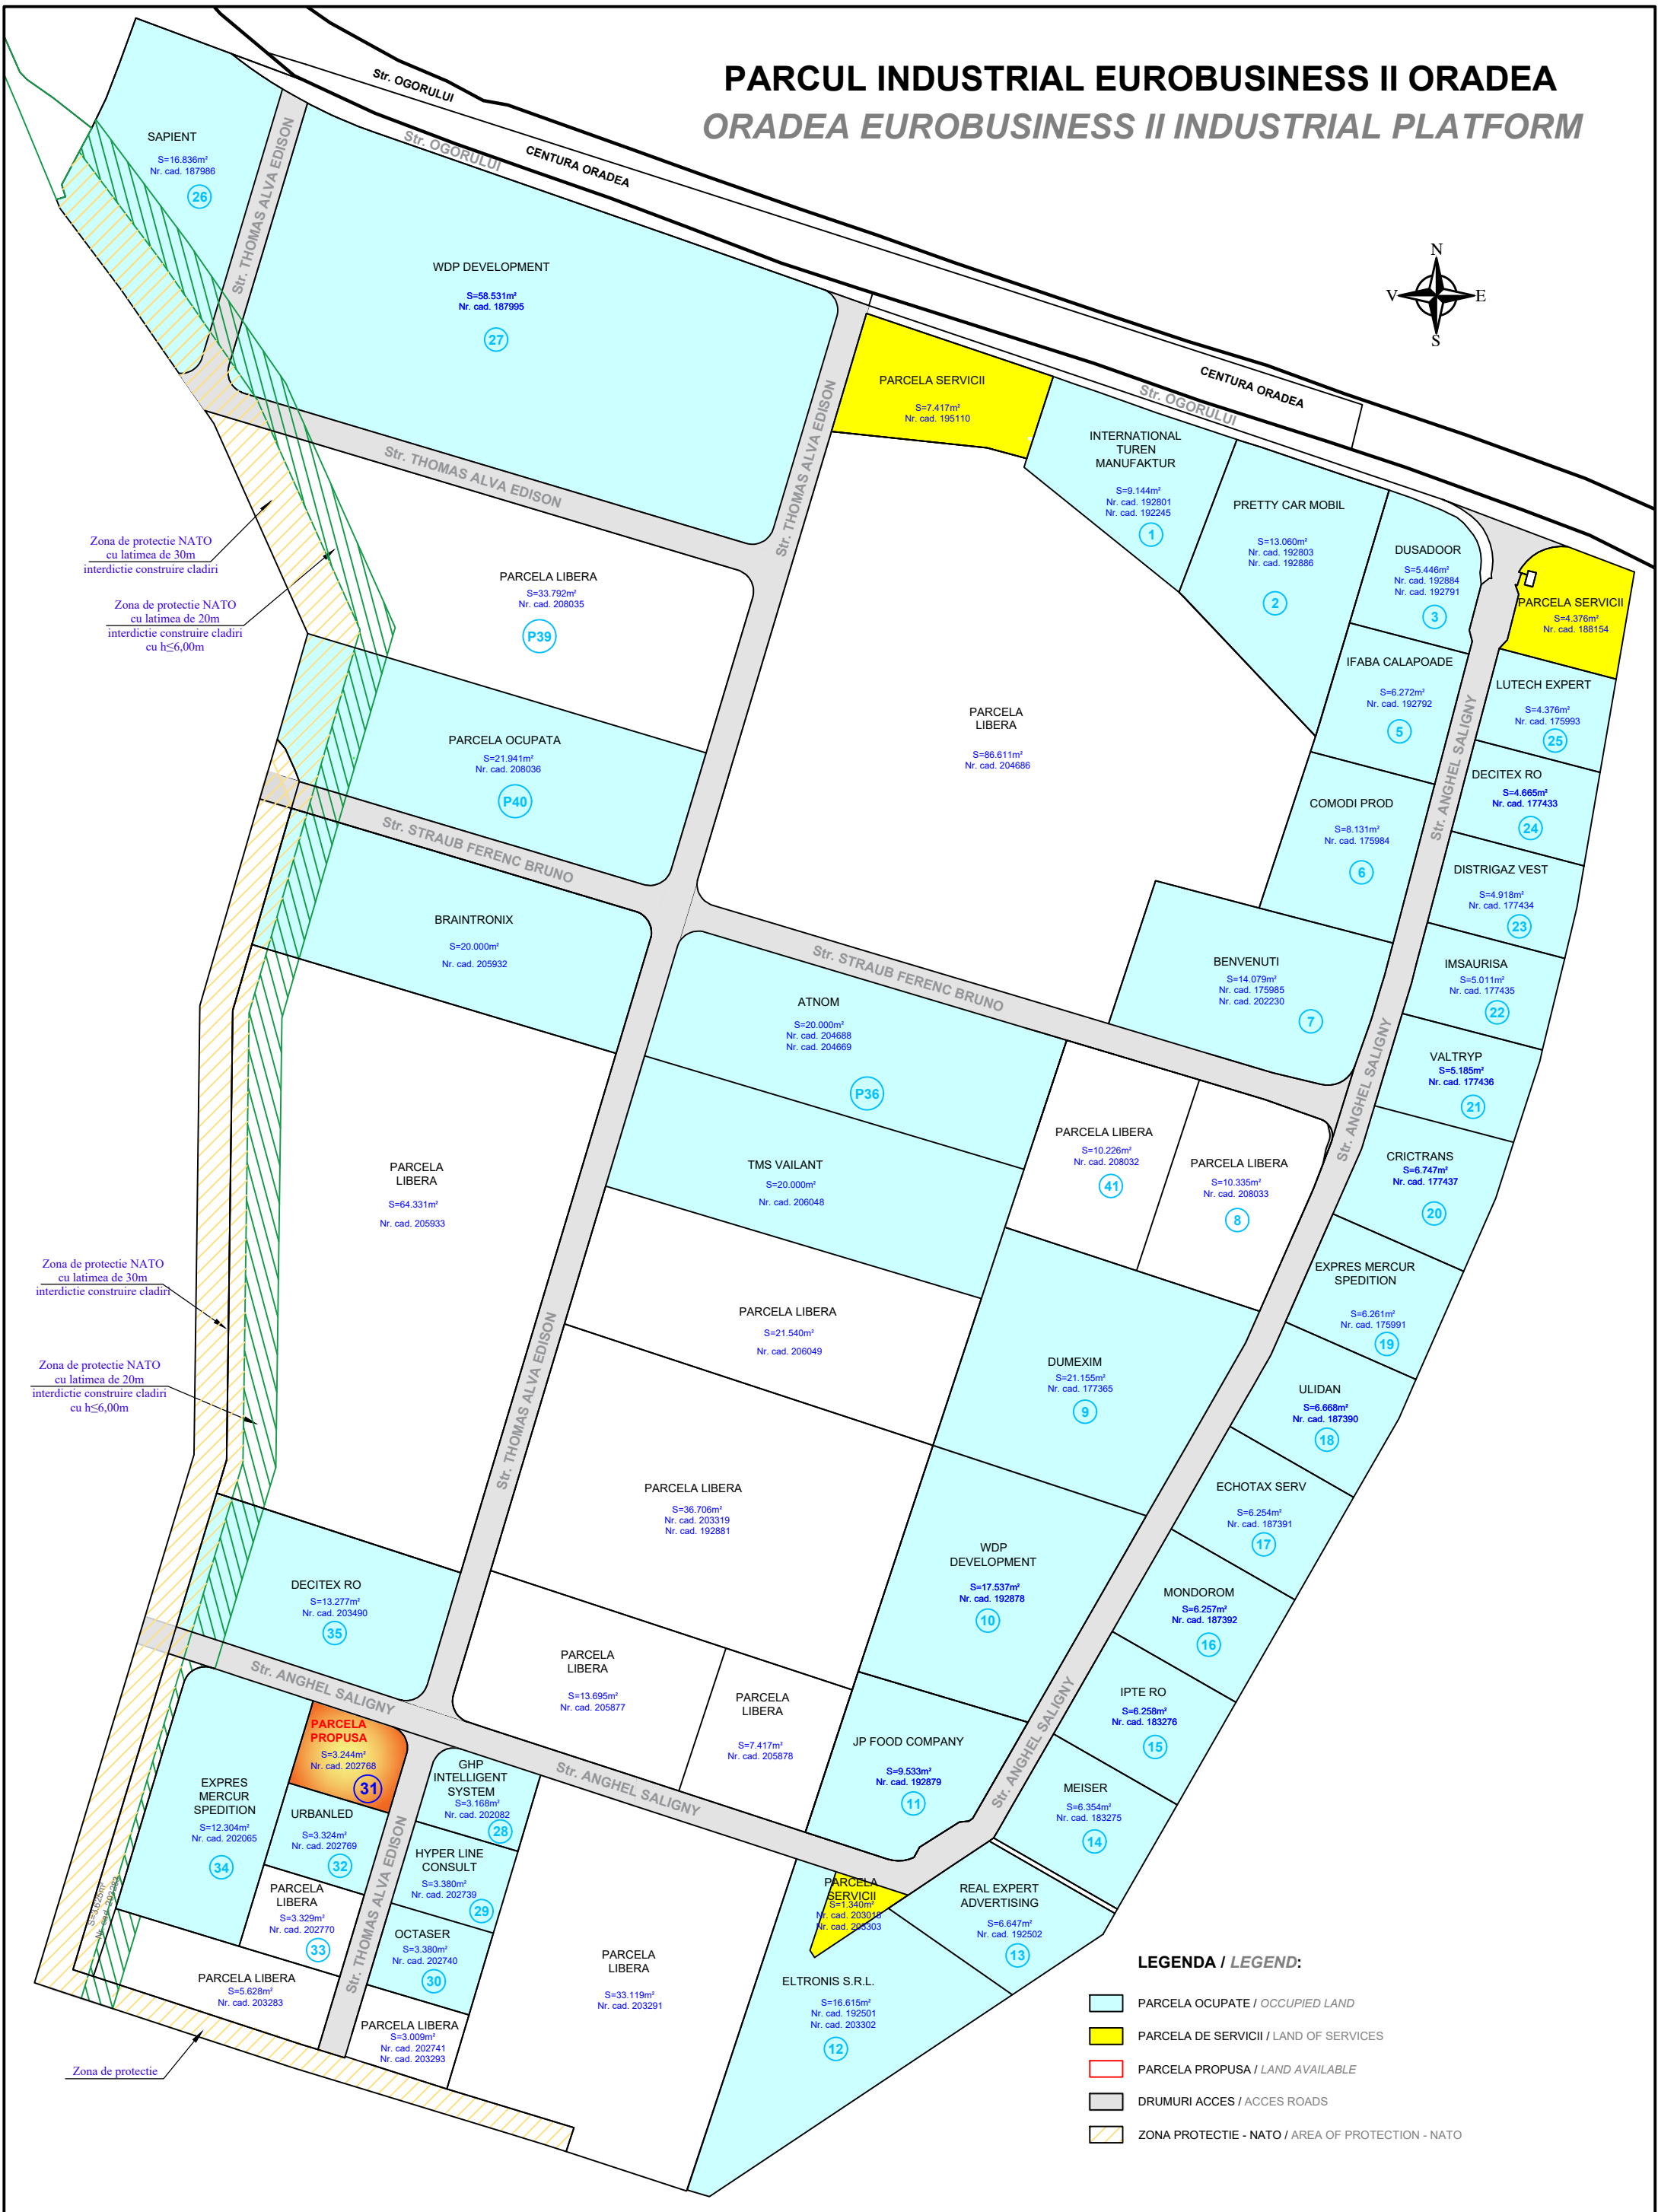 PARCUL INDUSTRIAL EUROBUSINESS II ORADEA
ORADEA EUROBUSINESS II INDUSTRIAL PLATFORM
Str. OGORULUI
Str. OGORULUI
CENTURA ORADEA
CENTURA ORADEA
Str. OGORULUI
N
V
E
S
SAPIENT
S=16.836m²
Nr. cad. 187986
26
Str. THOMAS ALVA EDISON
WDP DEVELOPMENT
S=58.531m²
Nr. cad. 187995
27
Str. THOMAS ALVA EDISON
Str. THOMAS ALVA EDISON
PARCELA SERVICII
S=7.417m²
Nr. cad. 195110
INTERNATIONAL
TUREN
MANUFAKTUR
S=9.144m²
Nr. cad. 192801
Nr. cad. 192245
1
PRETTY CAR MOBIL
S=13.060m²
Nr. cad. 192803
Nr. cad. 192886
2
DUSADOOR
S=5.446m²
Nr. cad. 192884
Nr. cad. 192791
3
PARCELA SERVICII
S=4.376m²
Nr. cad. 188154
Zona de protectie NATO
cu latimea de 30m
interdictie construire cladiri
Zona de protectie NATO
cu latimea de 20m
interdictie construire cladiri
cu h≤6,00m
PARCELA LIBERA
S=33.792m²
Nr. cad. 208035
P39
IFABA CALAPOADE
S=6.272m²
Nr. cad. 192792
5
LUTECH EXPERT
S=4.376m²
Nr. cad. 175993
25
PARCELA
LIBERA
S=86.611m²
Nr. cad. 204686
PARCELA OCUPATA
S=21.941m²
Nr. cad. 208036
P40
Str. ANGHEL SALIGNY
DECITEX RO
S=4.665m²
Nr. cad. 177433
24
COMODI PROD
S=8.131m²
Nr. cad. 175984
6
Str. STRAUB FERENC BRUNO
DISTRIGAZ VEST
S=4.918m²
Nr. cad. 177434
23
BRAINTRONIX
S=20.000m²
Nr. cad. 205932
Str. STRAUB FERENC BRUNO
BENVENUTI
S=14.079m²
Nr. cad. 175985
Nr. cad. 202230
7
IMSAURISA
S=5.011m²
Nr. cad. 177435
22
ATNOM
S=20.000m²
Nr. cad. 204688
Nr. cad. 204669
P36
Str. ANGHEL SALIGNY
VALTRYP
S=5.185m²
Nr. cad. 177436
21
PARCELA LIBERA
S=10.226m²
Nr. cad. 208032
41
PARCELA LIBERA
S=10.335m²
Nr. cad. 208033
8
CRICTRANS
S=6.747m²
Nr. cad. 177437
20
PARCELA
LIBERA
S=64.331m²
Nr. cad. 205933
TMS VAILANT
S=20.000m²
Nr. cad. 206048
Zona de protectie NATO
cu latimea de 30m
interdictie construire cladiri
EXPRES MERCUR
SPEDITION
S=6.261m²
Nr. cad. 175991
19
PARCELA LIBERA
S=21.540m²
Nr. cad. 206049
Str. THOMAS ALVA EDISON
Zona de protectie NATO
cu latimea de 20m
interdictie construire cladiri
cu h≤6,00m
DUMEXIM
S=21.155m²
Nr. cad. 177365
9
ULIDAN
S=6.668m²
Nr. cad. 187390
18
PARCELA LIBERA
S=36.706m²
Nr. cad. 203319
Nr. cad. 192881
ECHOTAX SERV
S=6.254m²
Nr. cad. 187391
17
WDP
DEVELOPMENT
S=17.537m²
Nr. cad. 192878
10
DECITEX RO
S=13.277m²
Nr. cad. 203490
35
MONDOROM
S=6.257m²
Nr. cad. 187392
16
PARCELA
LIBERA
S=13.695m²
Nr. cad. 205877
PARCELA
LIBERA
S=7.417m²
Nr. cad. 205878
Str. ANGHEL SALIGNY
Str. ANGHEL SALIGNY
IPTE RO
S=6.258m²
Nr. cad. 183276
15
PARCELA
PROPUSA
S=3.244m²
Nr. cad. 202768
31
JP FOOD COMPANY
S=9.533m²
Nr. cad. 192879
11
GHP
INTELLIGENT
SYSTEM
S=3.168m²
Nr. cad. 202082
28
Str. ANGHEL SALIGNY
MEISER
S=6.354m²
Nr. cad. 183275
14
EXPRES
MERCUR
SPEDITION
S=12.304m²
Nr. cad. 202065
34
URBANLED
S=3.324m²
Nr. cad. 202769
32
Str. THOMAS ALVA EDISON
HYPER LINE
CONSULT
S=3.380m²
Nr. cad. 202739
29
PARCELA
LIBERA
S=3.329m²
Nr. cad. 202770
33
PARCELA
SERVICII
S=1.340m²
Nr. cad. 203303
REAL EXPERT
ADVERTISING
S=6.647m²
Nr. cad. 192502
13
OCTASER
S=3.380m²
Nr. cad. 202740
30
PARCELA
LIBERA
S=33.119m²
Nr. cad. 203291
PARCELA LIBERA
S=5.628m²
Nr. cad. 203283
ELTRONIS S.R.L.
S=16.615m²
Nr. cad. 192501
Nr. cad. 203302
12
PARCELA LIBERA
S=3.009m²
Nr. cad. 202741
Nr. cad. 203293
Zona de protectie
LEGENDA / LEGEND:
PARCELA OCUPATE / OCCUPIED LAND
PARCELA DE SERVICII / LAND OF SERVICES
PARCELA PROPUSA / LAND AVAILABLE
DRUMURI ACCES / ACCES ROADS
ZONA PROTECTIE - NATO / AREA OF PROTECTION - NATO